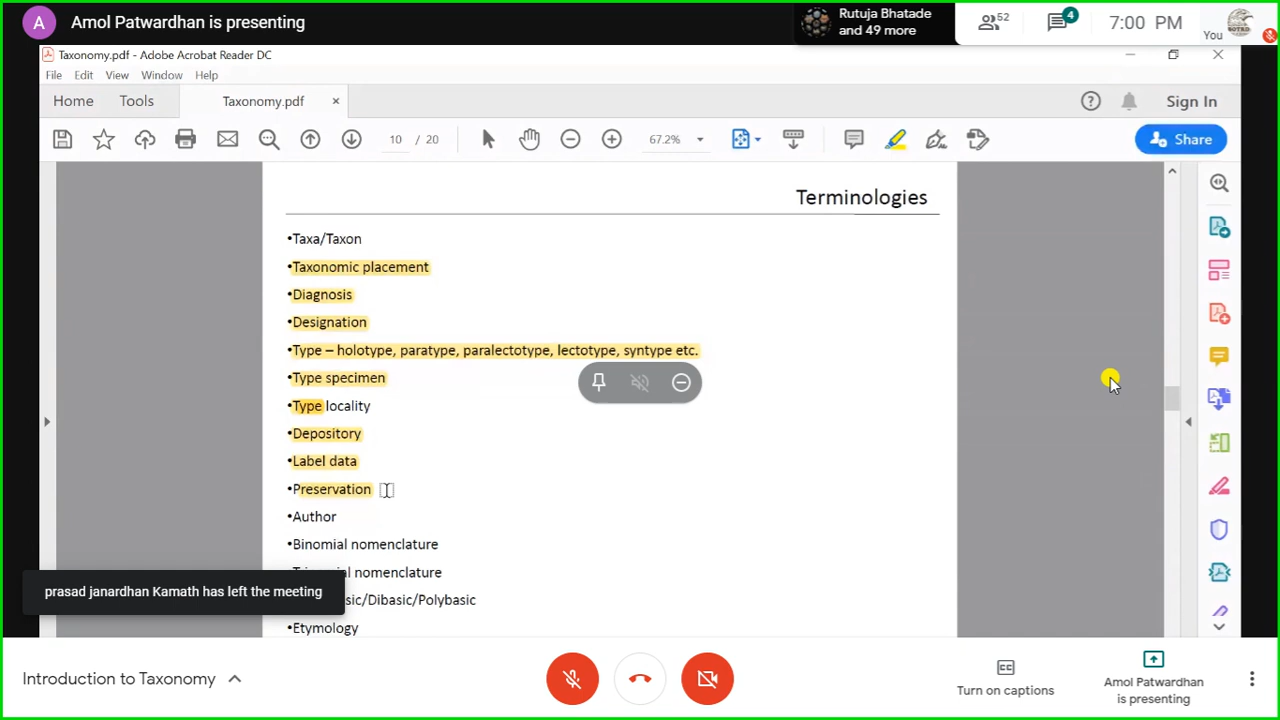 A Amol Patwardhan is presenting
Rutuja Bhatade
and 49 more
52
4
7:00 PM
You
Taxonomy.pdf - Adobe Acrobat Reader DC
File Edit View Window Help
Home Tools Taxonomy.pdf × Sign In
10 / 20 67.2% Share
Terminologies
•Taxa/Taxon
•Taxonomic placement
•Diagnosis
•Designation
•Type – holotype, paratype, paralectotype, lectotype, syntype etc.
•Type specimen
•Type locality
•Depository
•Label data
•Preservation
•Author
•Binomial nomenclature
nomenclature
/Dibasic/Polybasic
•Etymology
prasad janardhan Kamath has left the meeting
Introduction to Taxonomy
Turn on captions
Amol Patwardhan
is presenting